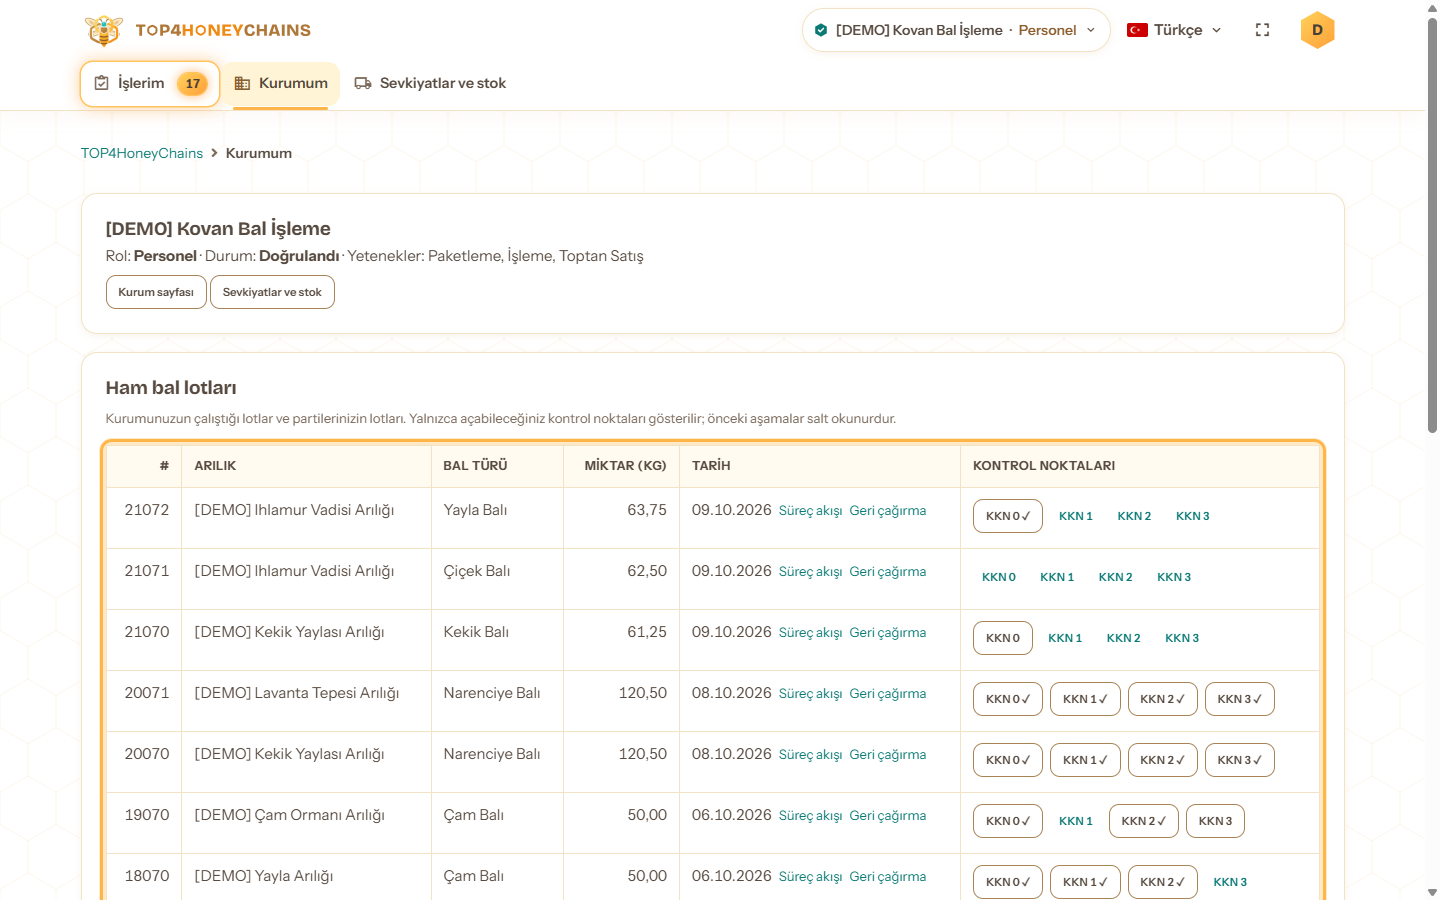 TOP4HONEYCHAINS
[DEMO] Kovan Bal İşleme · Personel
Türkçe
D
İşlerim 17
Kurumum
Sevkiyatlar ve stok
TOP4HoneyChains > Kurumum
[DEMO] Kovan Bal İşleme
Rol: Personel · Durum: Doğrulandı · Yetenekler: Paketleme, İşleme, Toptan Satış
Kurum sayfası Sevkiyatlar ve stok
Ham bal lotları
Kurumunuzun çalıştığı lotlar ve partilerinizin lotları. Yalnızca açabileceğiniz kontrol noktaları gösterilir; önceki aşamalar salt okunurdur.
# ARILIK BAL TÜRÜ MİKTAR (KG) TARİH KONTROL NOKTALARI
21072 [DEMO] Ihlamur Vadisi Arılığı Yayla Balı 63,75 09.10.2026 Süreç akışı Geri çağırma KKN 0 ✓ KKN 1 KKN 2 KKN 3
21071 [DEMO] Ihlamur Vadisi Arılığı Çiçek Balı 62,50 09.10.2026 Süreç akışı Geri çağırma KKN 0 KKN 1 KKN 2 KKN 3
21070 [DEMO] Kekik Yaylası Arılığı Kekik Balı 61,25 09.10.2026 Süreç akışı Geri çağırma KKN 0 KKN 1 KKN 2 KKN 3
20071 [DEMO] Lavanta Tepesi Arılığı Narenciye Balı 120,50 08.10.2026 Süreç akışı Geri çağırma KKN 0 ✓ KKN 1 ✓ KKN 2 ✓ KKN 3 ✓
20070 [DEMO] Kekik Yaylası Arılığı Narenciye Balı 120,50 08.10.2026 Süreç akışı Geri çağırma KKN 0 ✓ KKN 1 ✓ KKN 2 ✓ KKN 3 ✓
19070 [DEMO] Çam Ormanı Arılığı Çam Balı 50,00 06.10.2026 Süreç akışı Geri çağırma KKN 0 ✓ KKN 1 KKN 2 ✓ KKN 3
18070 [DEMO] Yayla Arılığı Çam Balı 50,00 06.10.2026 Süreç akışı Geri çağırma KKN 0 ✓ KKN 1 ✓ KKN 2 ✓ KKN 3